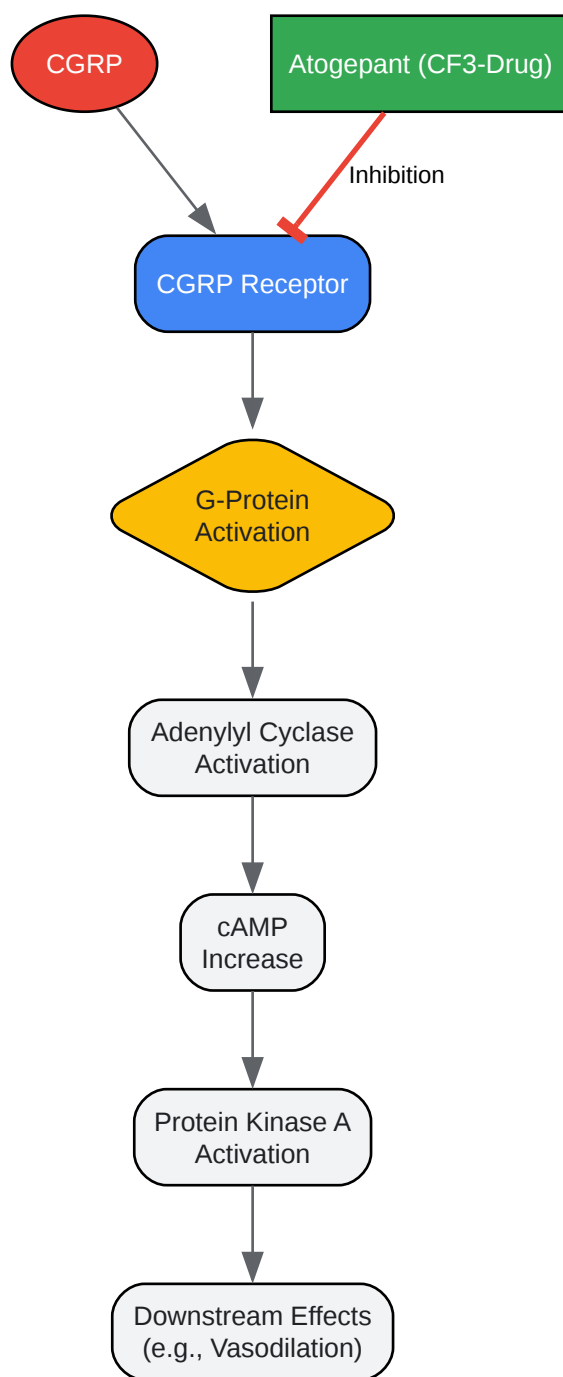 CGRP
Atogepant (CF3-Drug)
Inhibition
CGRP Receptor
G-Protein
Activation
Adenylyl Cyclase
Activation
cAMP
Increase
Protein Kinase A
Activation
Downstream Effects
(e.g., Vasodilation)